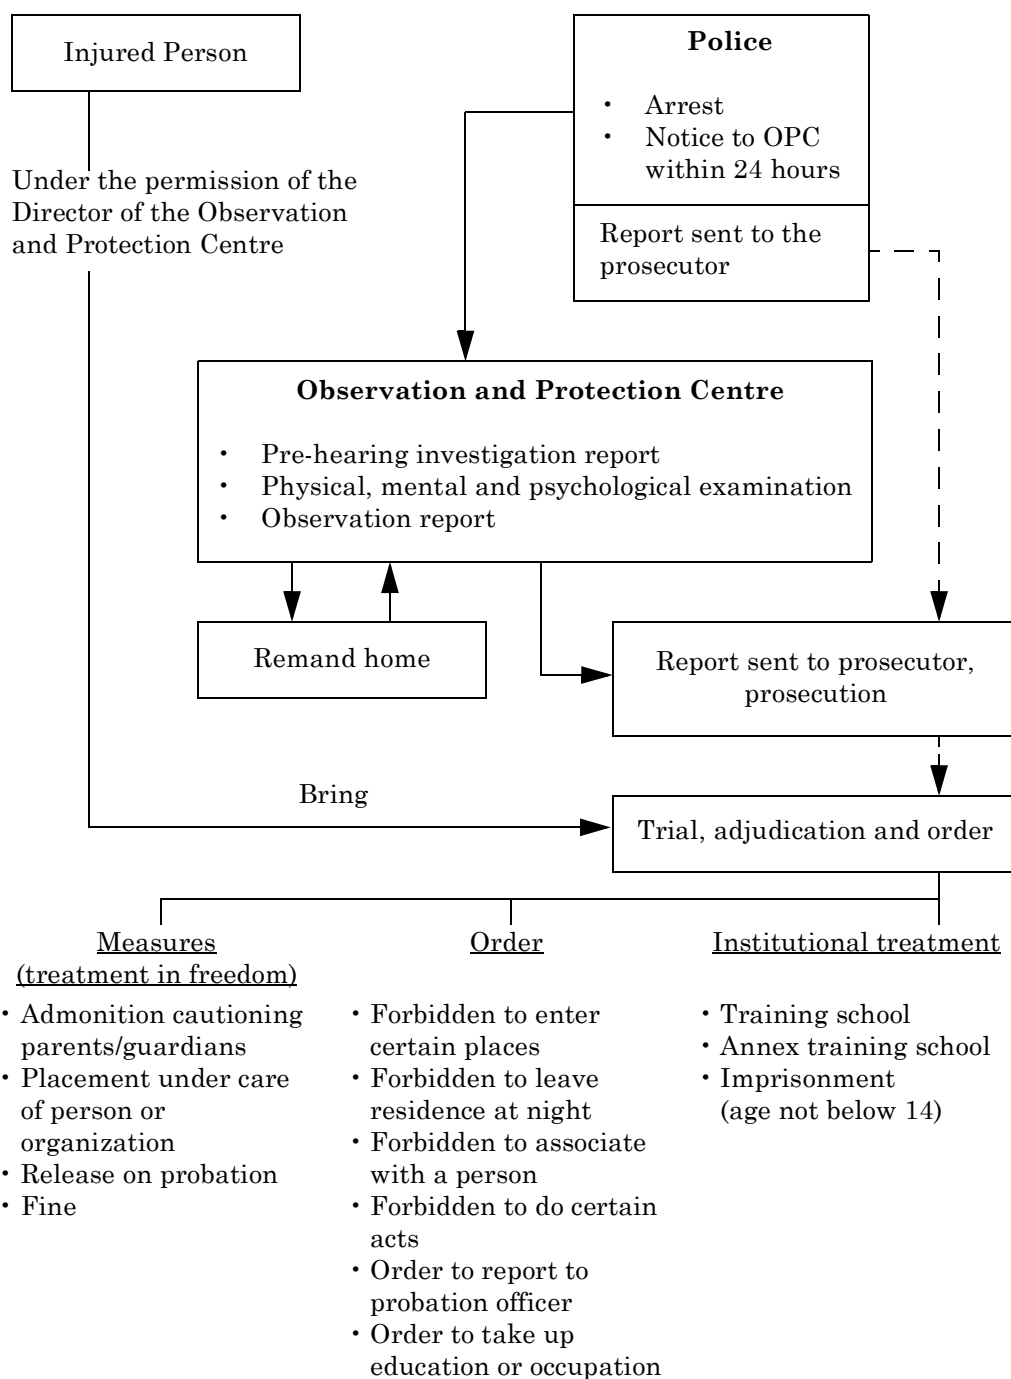 Injured Person
Police
・ Arrest
・ Notice to OPC
within 24 hours
Under the permission of the
Director of the Observation
and Protection Centre
Report sent to the
prosecutor
Observation and Protection Centre
・ Pre-hearing investigation report
・ Physical, mental and psychological examination
・ Observation report
Remand home
Report sent to prosecutor,
prosecution
Bring
Trial, adjudication and order
Measures
(treatment in freedom)
・ Admonition cautioning
parents/guardians
・ Placement under care
of person or
organization
・ Release on probation
・ Fine
Order
・ Forbidden to enter
certain places
・ Forbidden to leave
residence at night
・ Forbidden to associate
with a person
・ Forbidden to do certain
acts
・ Order to report to
probation officer
・ Order to take up
education or occupation
Institutional treatment
・ Training school
・ Annex training school
・ Imprisonment
(age not below 14)